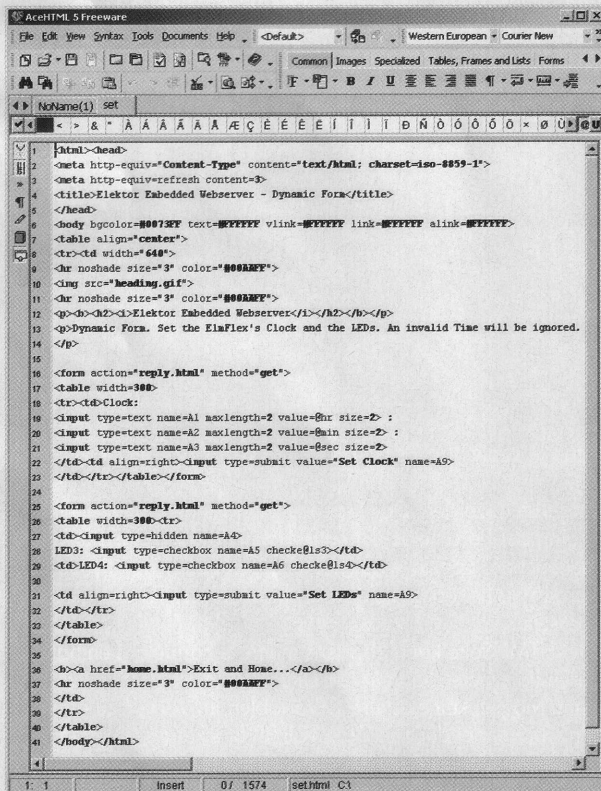 AceHTML 5 Freeware
File Edit View Syntax Tools Documents Help <Default> Western European Courier New
Common Images Specialized Tables, Frames and Lists Forms
F B I U
NoName(1) set
< > & " À Á Â Ã Ä Å Æ Ç È É Ê Ë Í Î Ï Ð Ñ Ò Ó Ô Õ Ö × Ø Ù @ U
1 <html><head>
2 <meta http-equiv="Content-Type" content="text/html; charset=iso-8859-1">
3 <meta http-equiv=refresh content=3>
4 <title>Elektor Embedded Webserver - Dynamic Form</title>
5 </head>
6 <body bgcolor=#0073FF text=#FFFFFF vlink=#FFFFFF link=#FFFFFF alink=#FFFFFF>
7 <table align="center">
8 <tr><td width="640">
9 <hr noshade size="3" color="#00AAFF">
10 <img src="heading.gif">
11 <hr noshade size="3" color="#00AAFF">
12 <p><b><h2><i>Elektor Embedded Webserver</i></h2></b></p>
13 <p>Dynamic Form. Set the ElmFlex's Clock and the LEDs. An invalid Time will be ignored.
14 </p>
15
16 <form action="reply.html" method="get">
17 <table width=300>
18 <tr><td>Clock:
19 <input type=text name=A1 maxlength=2 value=@hr size=2> :
20 <input type=text name=A2 maxlength=2 value=@min size=2> :
21 <input type=text name=A3 maxlength=2 value=@sec size=2>
22 </td><td align=right><input type=submit value="Set Clock" name=A9>
23 </td></tr></table></form>
24
25 <form action="reply.html" method="get">
26 <table width=300><tr>
27 <td><input type=hidden name=A4>
28 LED3: <input type=checkbox name=A5 checke@ls3></td>
29 <td>LED4: <input type=checkbox name=A6 checke@ls4></td>
30
31 <td align=right><input type=submit value="Set LEDs" name=A9>
32 </td></tr>
33 </table>
34 </form>
35
36 <b><a href="home.html">Exit and Home...</a></b>
37 <hr noshade size="3" color="#00AAFF">
38 </td>
39 </tr>
40 </table>
41 </body></html>
1: 1 Insert 0 / 1574 set.html C:\